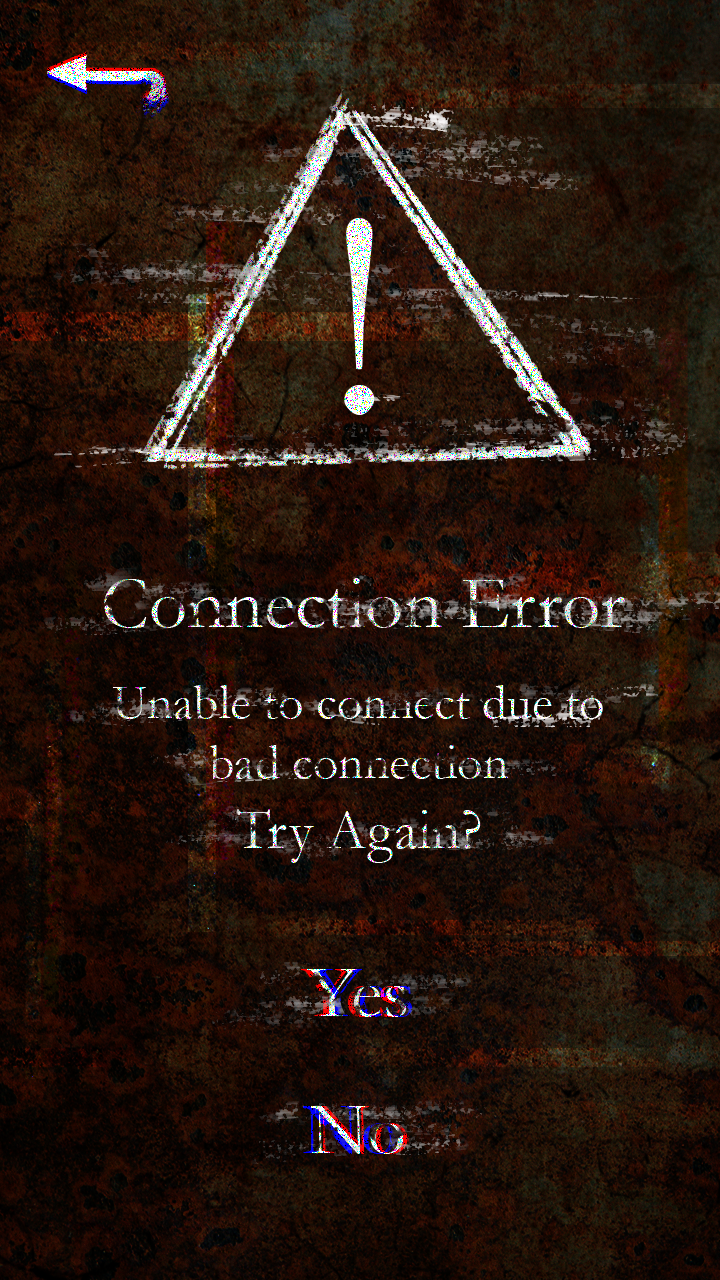 !
Connection Error
Unable to connect due to
bad connection
Try Again?
Yes
No